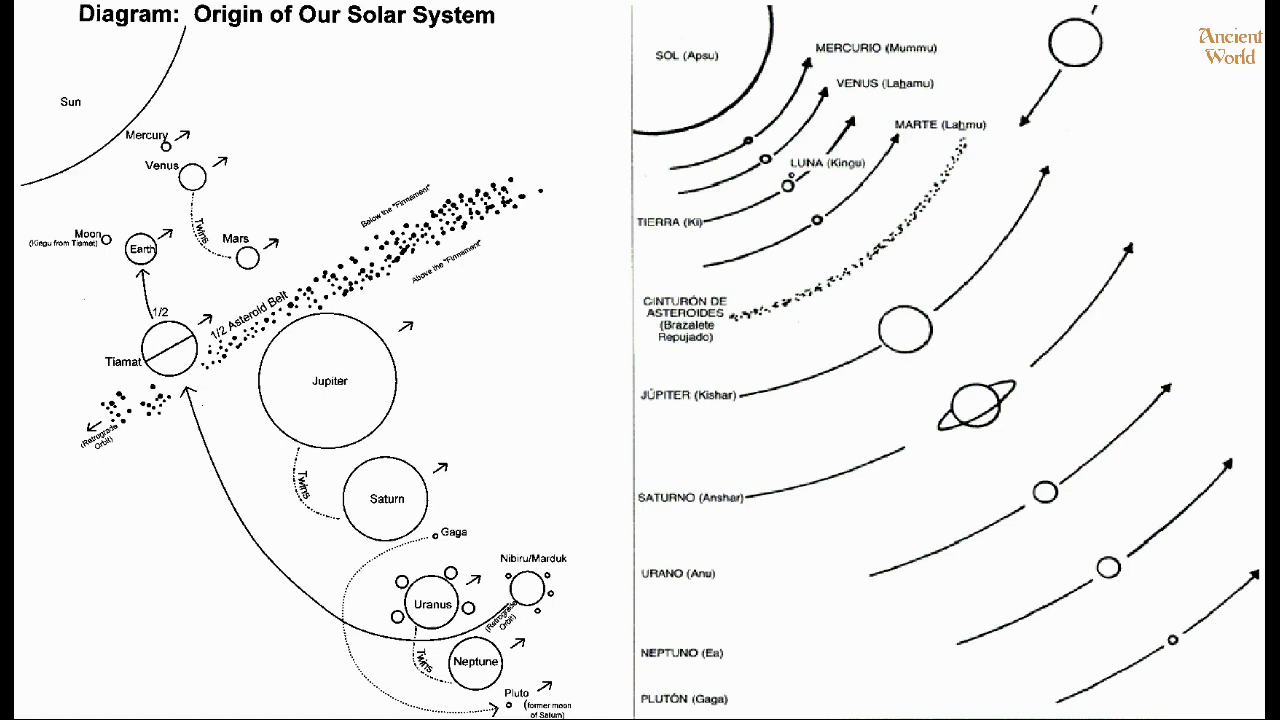 Diagram:  Origin of Our Solar System
Sun
Mercury
Venus
Twins
Mars
Moon
(Kingu from Tiamat)
Earth
1/2
Tiamat
Below the "Firmament"
Above the "Firmament"
1/2 Asteroid Belt
(Retrograde
Orbit)
Jupiter
Twins
Saturn
Gaga
Nibiru/Marduk
Uranus
(Retrograde
Orbit)
Twins
Neptune
Pluto
(former moon
of Saturn)
SOL (Apsu)
MERCURIO (Mummu)
VENUS (Lahamu)
MARTE (Lahmu)
LUNA (Kingu)
TIERRA (Ki)
CINTURÓN DE
ASTEROIDES
(Brazalete
Repujado)
JÚPITER (Kishar)
SATURNO (Anshar)
URANO (Anu)
NEPTUNO (Ea)
PLUTÓN (Gaga)
Ancient
World